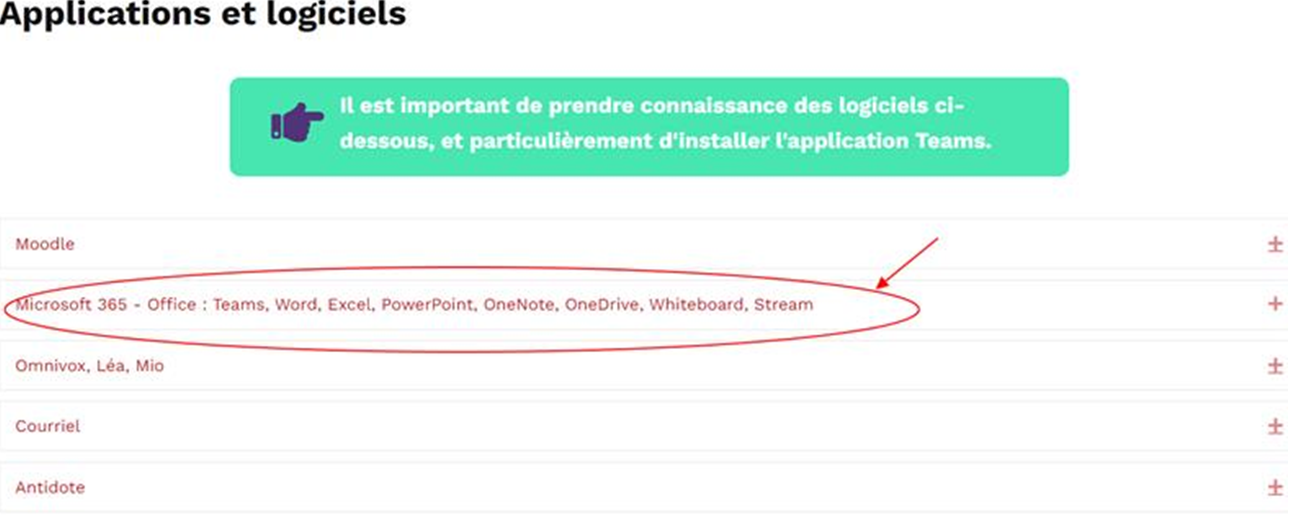 Applications et logiciels
Il est important de prendre connaissance des logiciels ci-
dessous, et particulièrement d'installer l'application Teams.
Moodle
Microsoft 365 - Office : Teams, Word, Excel, PowerPoint, OneNote, OneDrive, Whiteboard, Stream
Omnivox, Léa, Mio
Courriel
Antidote